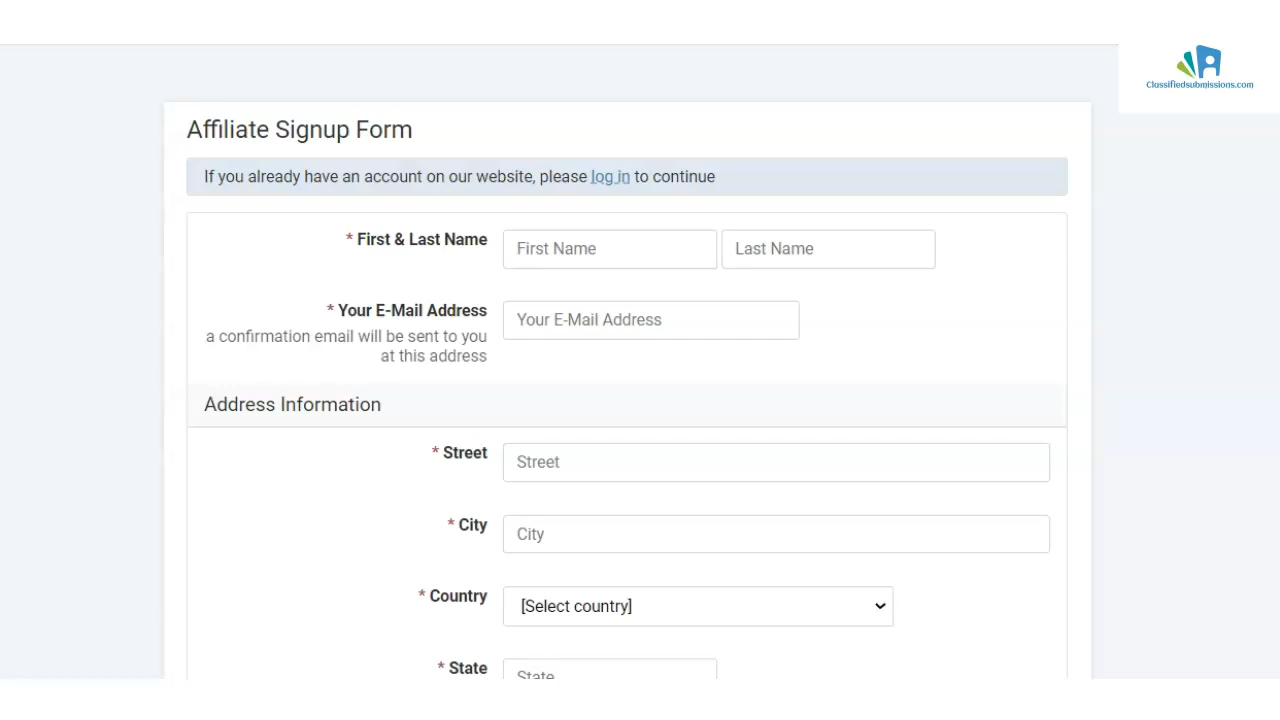 Classifiedsubmissions.com
Affiliate Signup Form
If you already have an account on our website, please log in to continue
* First & Last Name
First Name
Last Name
* Your E-Mail Address
a confirmation email will be sent to you
at this address
Your E-Mail Address
Address Information
* Street
Street
* City
City
* Country
[Select country]
* State
State